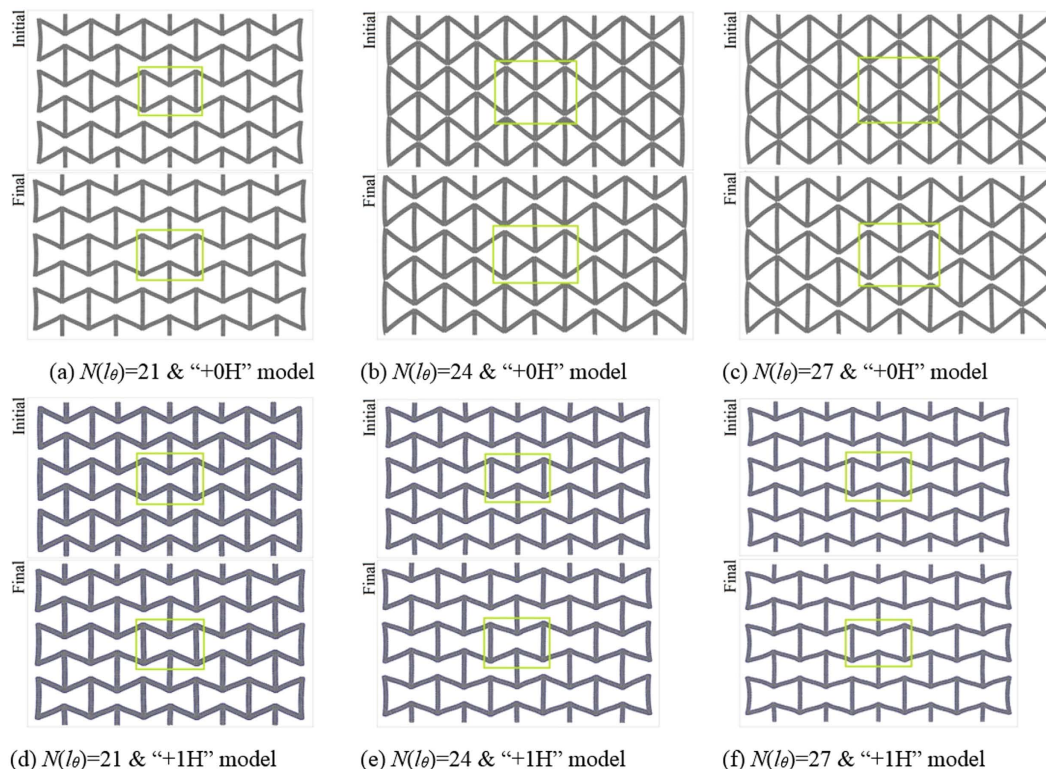 Initial
Initial
Initial
Final
Final
Final
(a) N(lθ)=21 & “+0H” model
(b) N(lθ)=24 & “+0H” model
(c) N(lθ)=27 & “+0H” model
Initial
Initial
Initial
Final
Final
Final
(d) N(lθ)=21 & “+1H” model
(e) N(lθ)=24 & “+1H” model
(f) N(lθ)=27 & “+1H” model